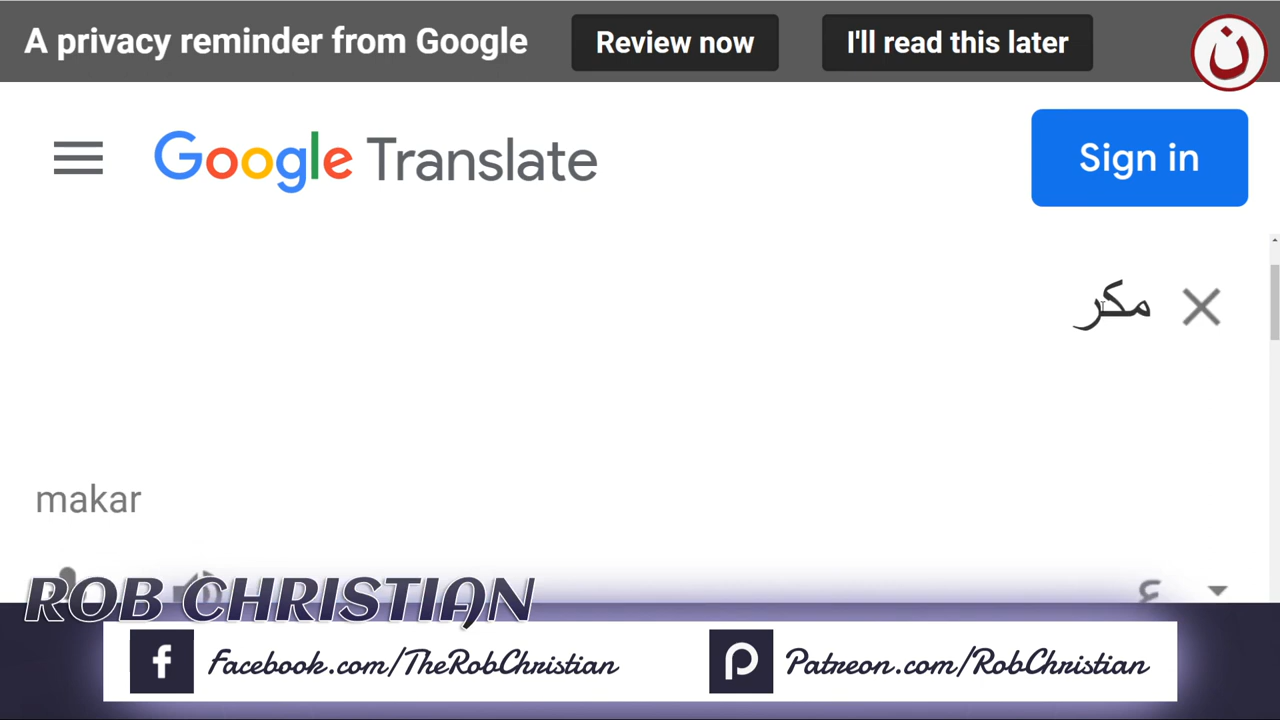 A privacy reminder from Google
Review now
I'll read this later
ن
Google Translate
Sign in
مكر
makar
ع
ROB CHRISTIAN
Facebook.com/TheRobChristian
Patreon.com/RobChristian